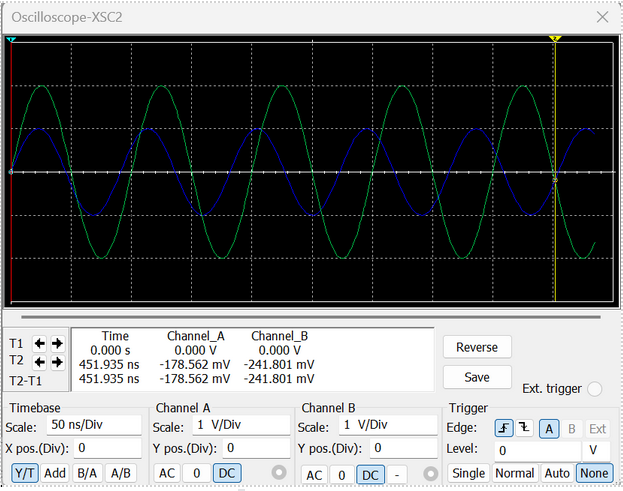 Oscilloscope-XSC2
1
2
T1
T2
T2-T1
Time Channel_A Channel_B
0.000 s 0.000 V 0.000 V
451.935 ns -178.562 mV -241.801 mV
451.935 ns -178.562 mV -241.801 mV
Reverse
Save
Ext. trigger
Timebase
Scale: 50 ns/Div
X pos.(Div): 0
Y/T Add B/A A/B
Channel A
Scale: 1 V/Div
Y pos.(Div): 0
AC 0 DC
Channel B
Scale: 1 V/Div
Y pos.(Div): 0
AC 0 DC -
Trigger
Edge: A B Ext
Level: 0 V
Single Normal Auto None